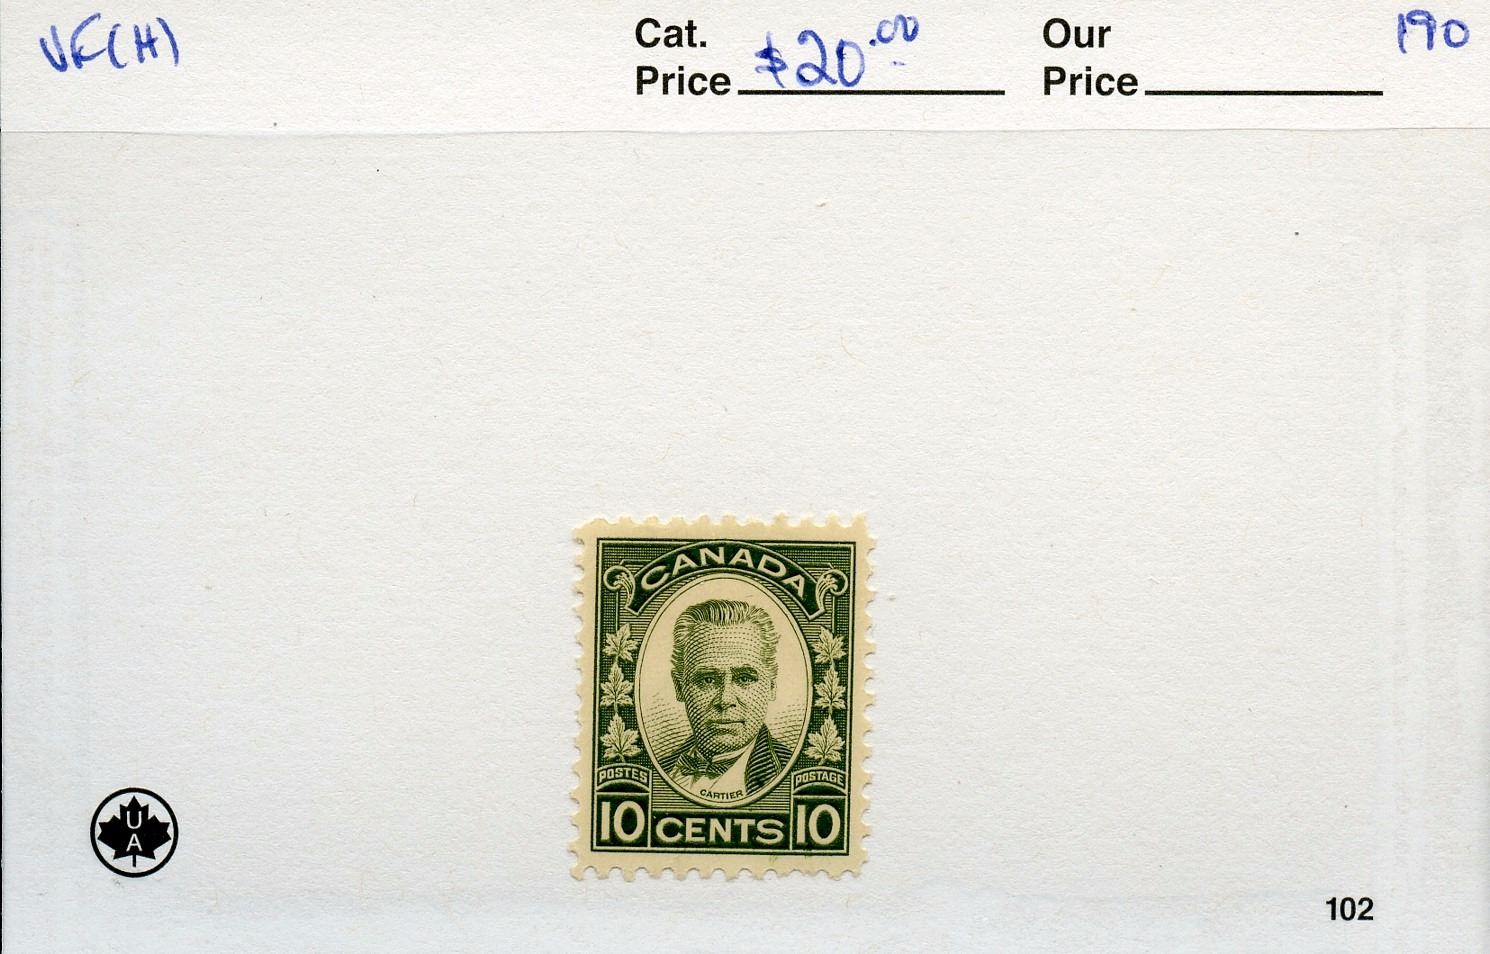 VF(H)
Cat. Price $20.00
Our Price
190
CANADA
POSTES
POSTAGE
CARTIER
10 CENTS 10
U
A
102